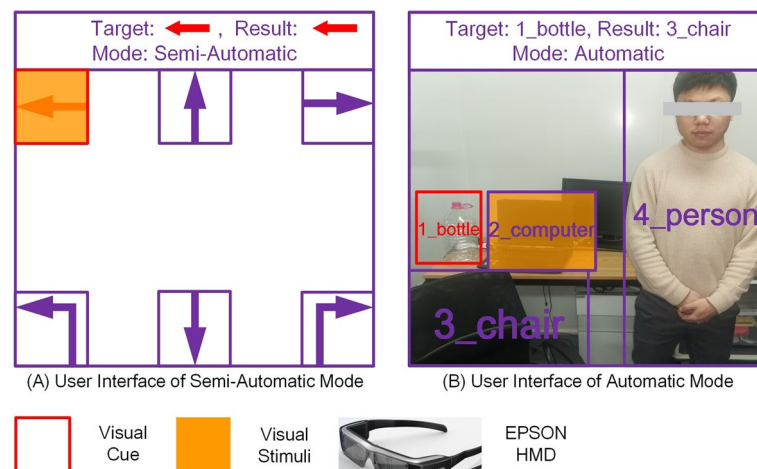 Target: , Result:
Mode: Semi-Automatic
Target: 1_bottle, Result: 3_chair
Mode: Automatic
1_bottle
2_computer
4_person
3_chair
(A) User Interface of Semi-Automatic Mode
(B) User Interface of Automatic Mode
Visual
Cue
Visual
Stimuli
EPSON
HMD